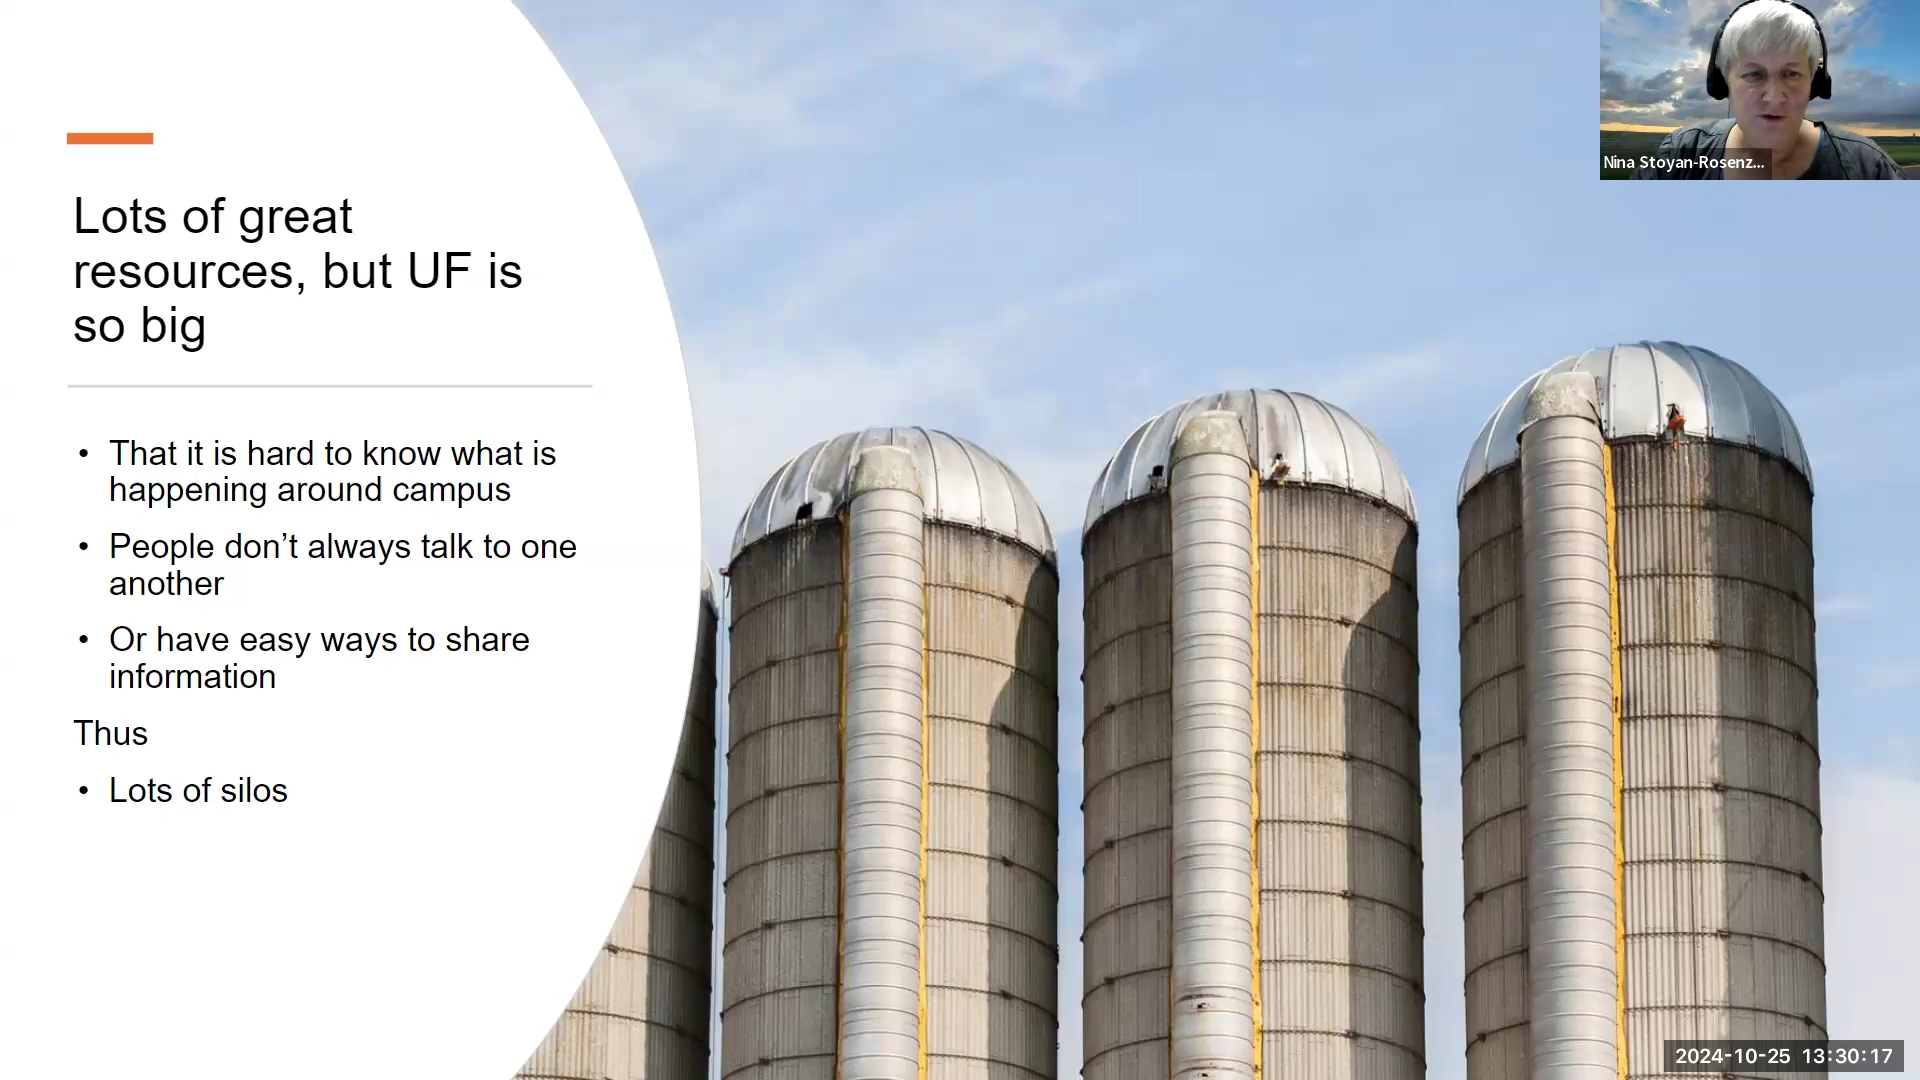 Lots of great
resources, but UF is
so big
• That it is hard to know what is
happening around campus
• People don’t always talk to one
another
• Or have easy ways to share
information
Thus
• Lots of silos
Nina Stoyan-Rosenz...
2024-10-25 13:30:17